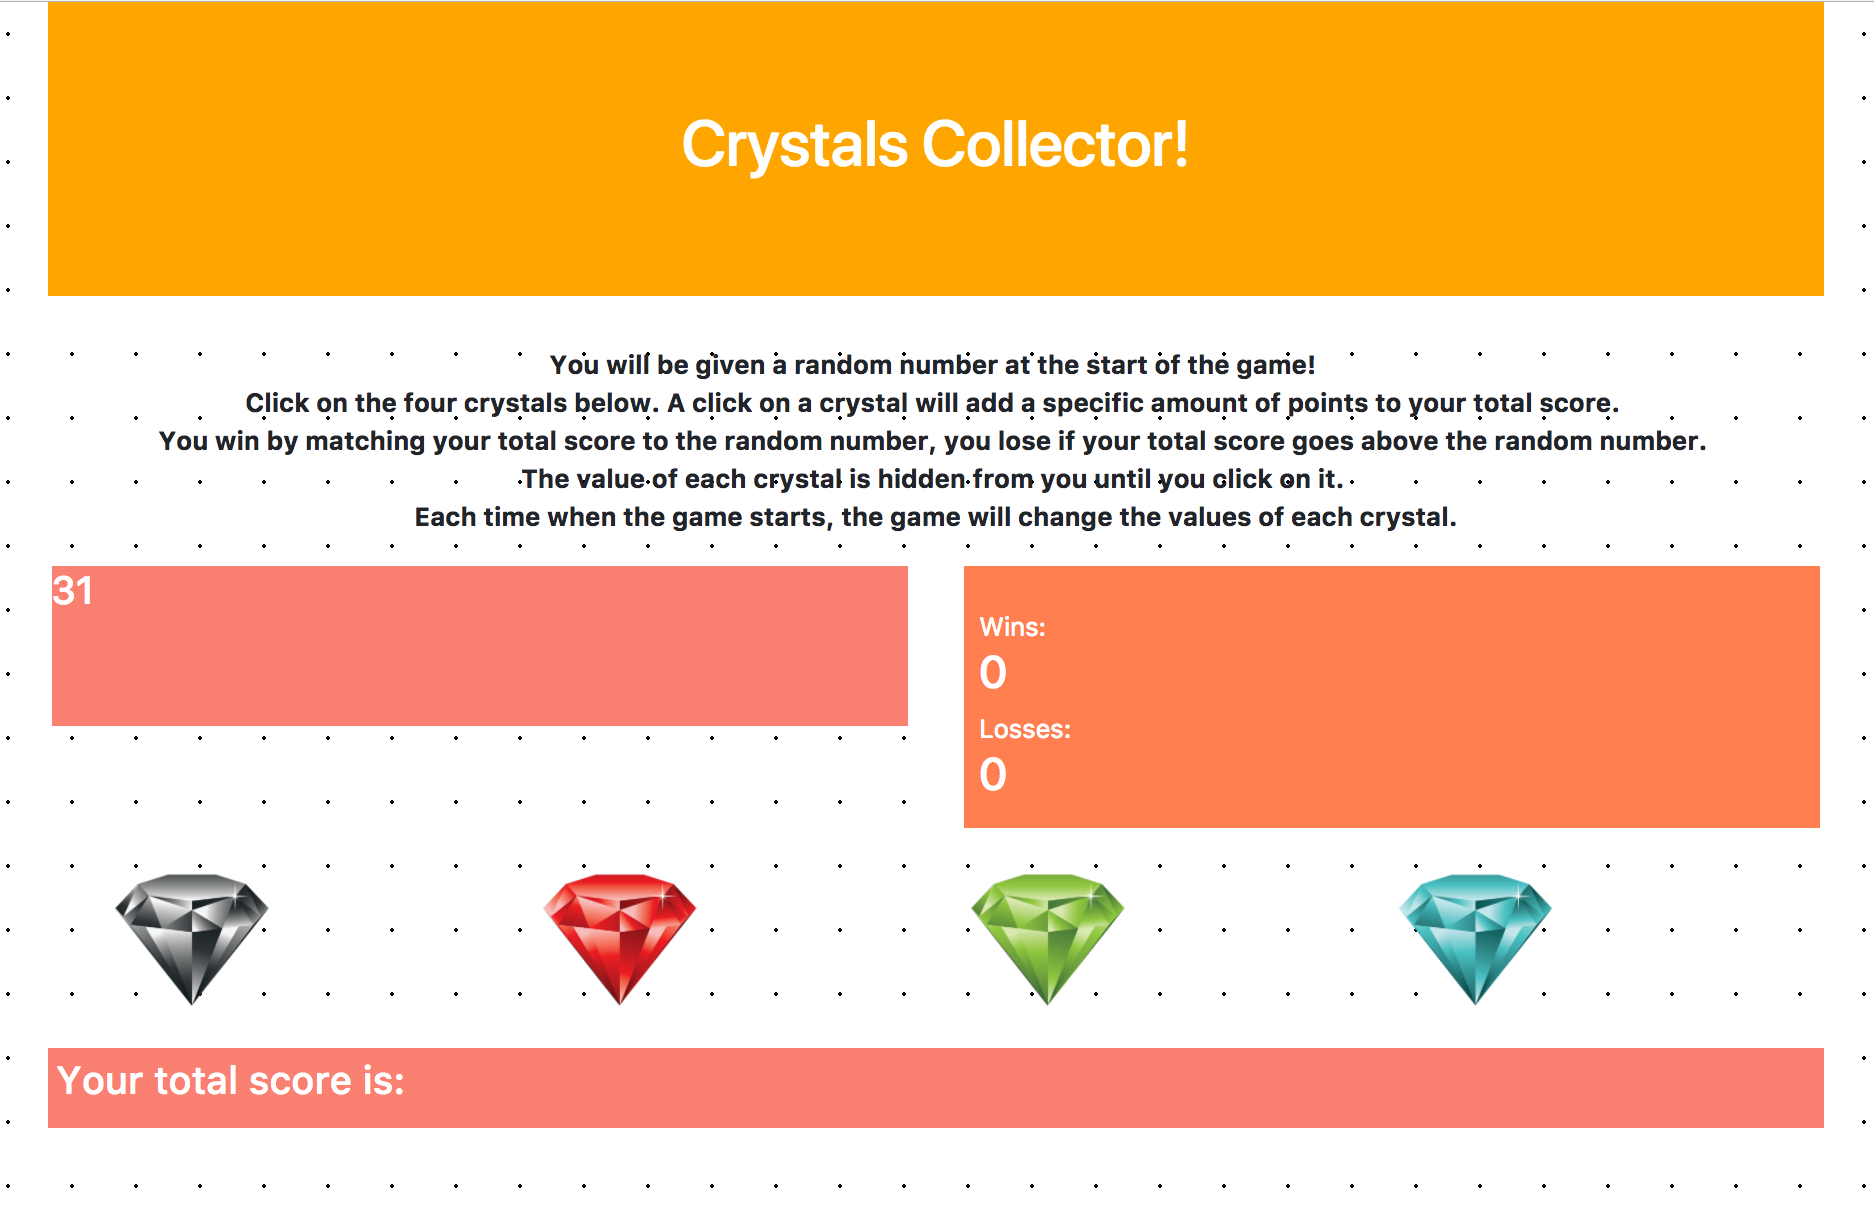 Crystals Collector!
You will be given a random number at the start of the game!
Click on the four crystals below. A click on a crystal will add a specific amount of points to your total score.
You win by matching your total score to the random number, you lose if your total score goes above the random number.
The value of each crystal is hidden from you until you click on it.
Each time when the game starts, the game will change the values of each crystal.
31
Wins:
0
Losses:
0
Your total score is: